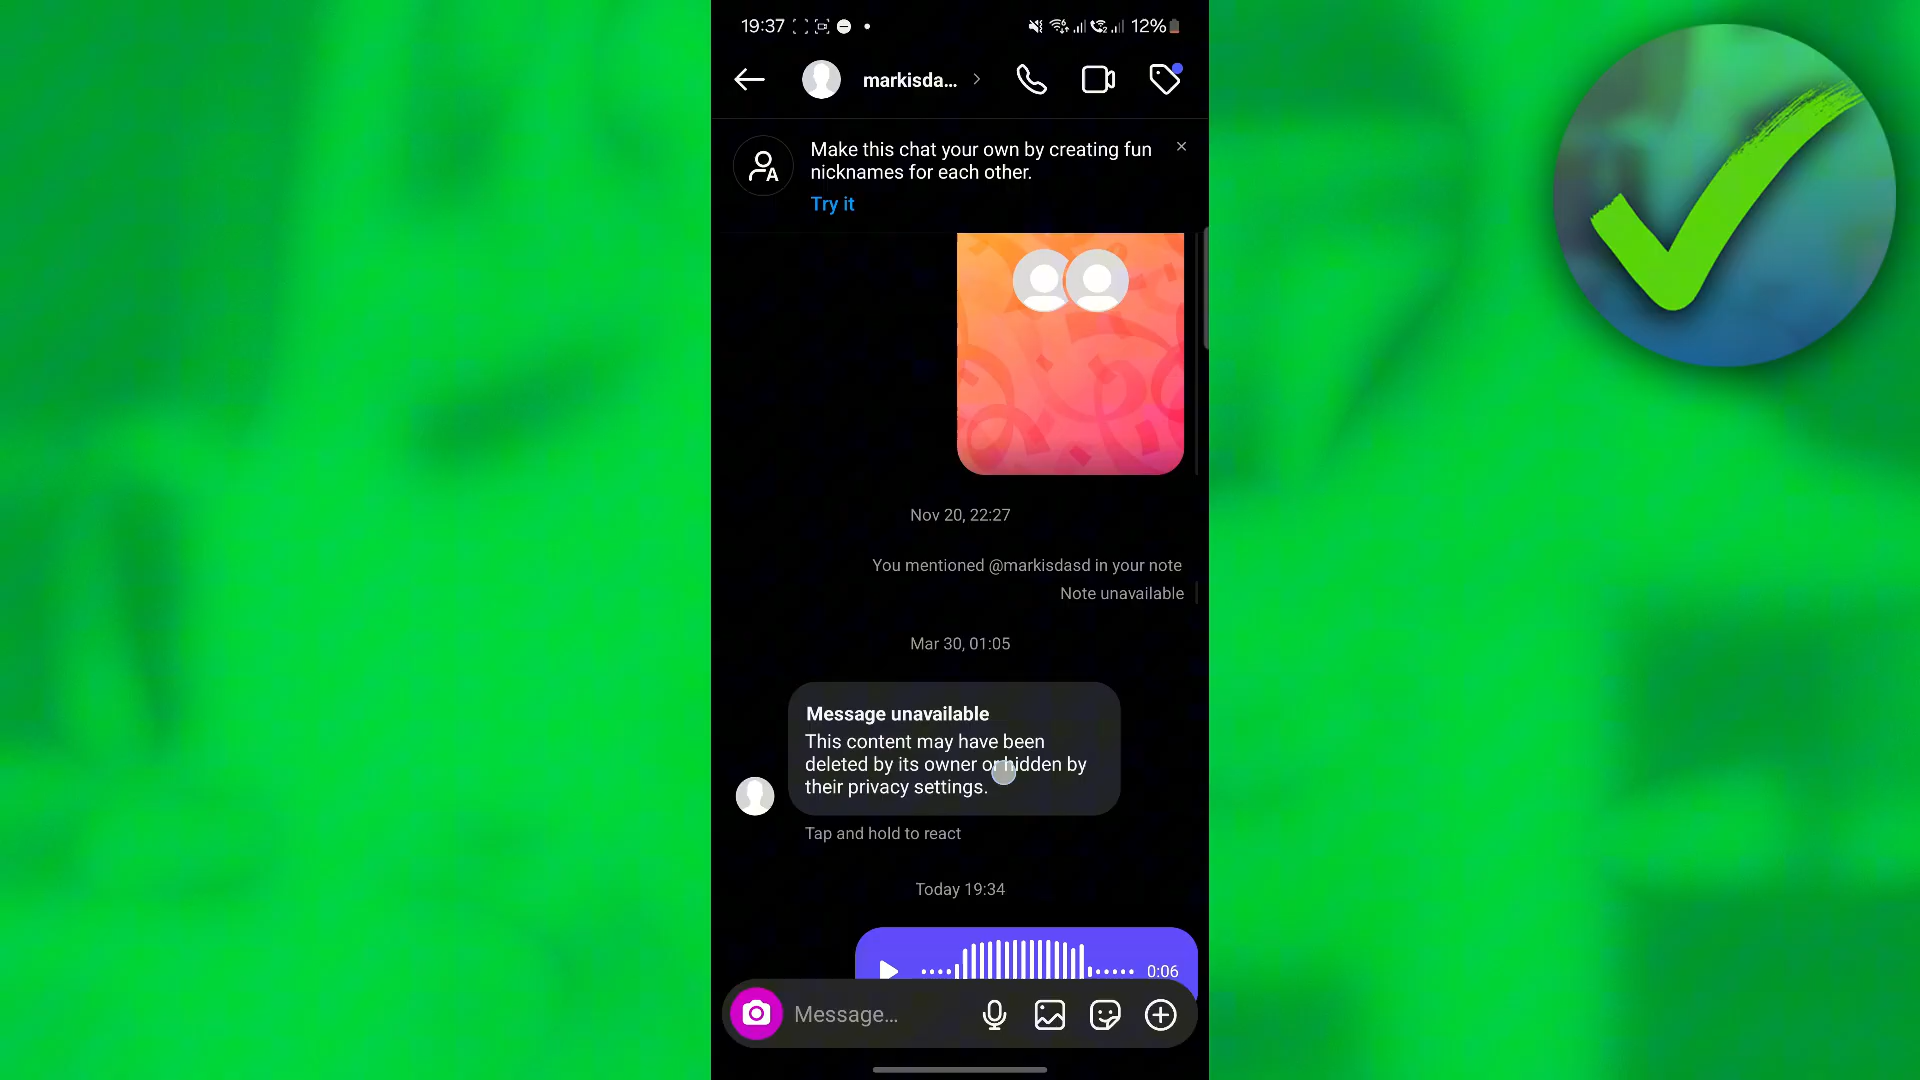 19:37
12%
markisda...
Make this chat your own by creating fun
nicknames for each other.
Try it
Nov 20, 22:27
You mentioned @markisdasd in your note
Note unavailable
Mar 30, 01:05
Message unavailable
This content may have been
deleted by its owner or hidden by
their privacy settings.
Tap and hold to react
Today 19:34
0:06
Message...